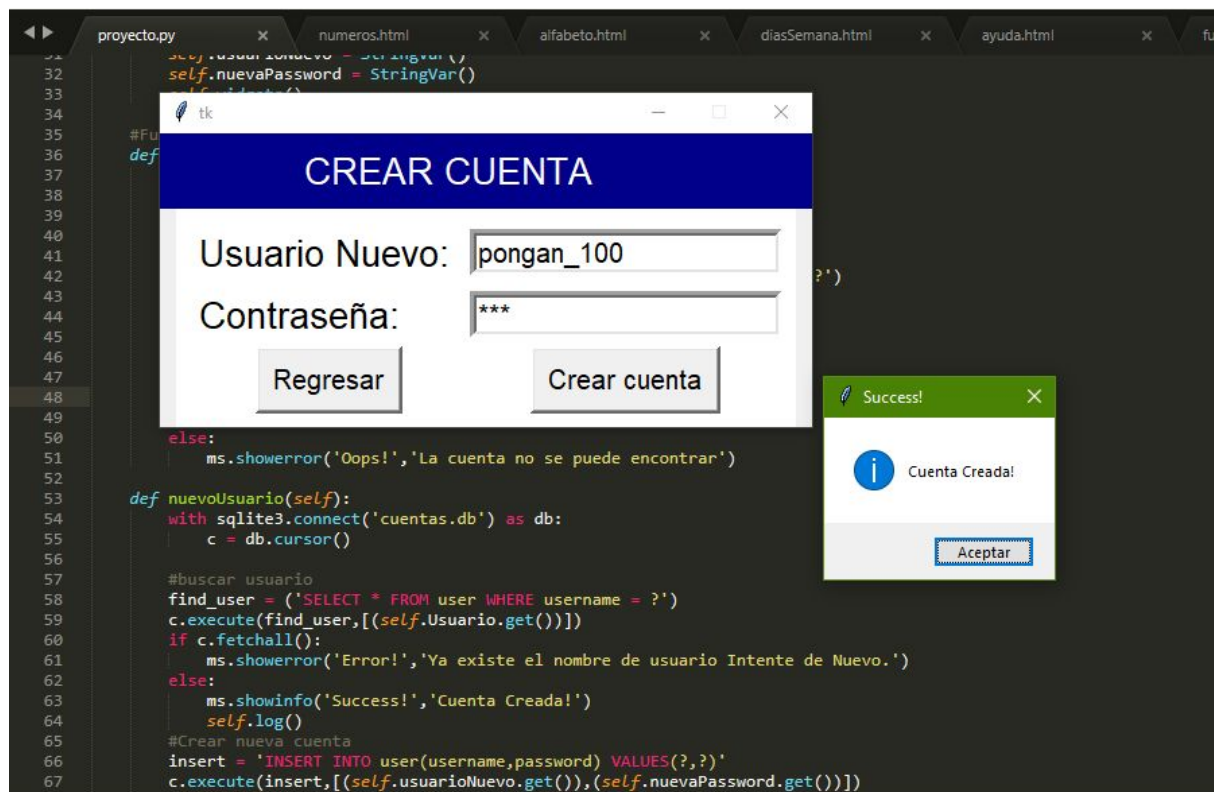 proyecto.py × numeros.html × alfabeto.html × diasSemana.html × ayuda.html × fu
32 self.nuevaPassword = StringVar()
33
34
35 #Fu
36 def
37
38
39
40
41
42 ?')
43
44
45
46
47
48
49
tk
CREAR CUENTA
Usuario Nuevo: pongan_100
Contraseña: ***
Regresar Crear cuenta
Success!
Cuenta Creada!
Aceptar
50 else:
51 ms.showerror('Oops!','La cuenta no se puede encontrar')
52
53 def nuevoUsuario(self):
54 with sqlite3.connect('cuentas.db') as db:
55 c = db.cursor()
56
57 #buscar usuario
58 find_user = ('SELECT * FROM user WHERE username = ?')
59 c.execute(find_user,[(self.Usuario.get())])
60 if c.fetchall():
61 ms.showerror('Error!','Ya existe el nombre de usuario Intente de Nuevo.')
62 else:
63 ms.showinfo('Success!','Cuenta Creada!')
64 self.log()
65 #Crear nueva cuenta
66 insert = 'INSERT INTO user(username,password) VALUES(?,?)'
67 c.execute(insert,[(self.usuarioNuevo.get()),(self.nuevaPassword.get())])